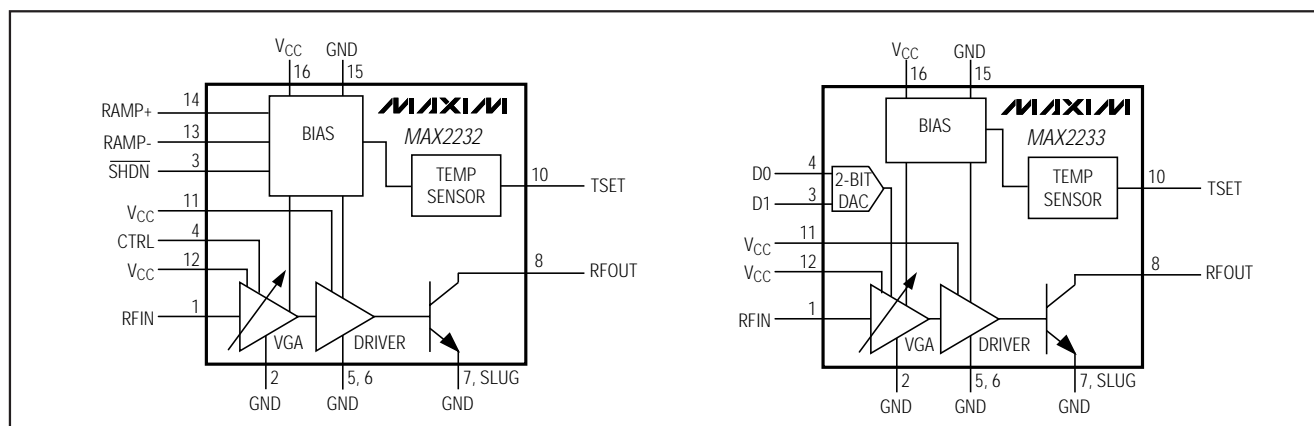 VCC GND
16 15
MAXIM
MAX2232
RAMP+ 14
RAMP- 13
SHDN 3
BIAS
TEMP
SENSOR
10 TSET
VCC 11
CTRL 4
VCC 12
8 RFOUT
RFIN 1
VGA DRIVER
2 5, 6 7, SLUG
GND GND GND
VCC GND
16 15
MAXIM
MAX2233
BIAS
D0 4
D1 3
2-BIT
DAC
TEMP
SENSOR
10 TSET
VCC 11
VCC 12
8 RFOUT
RFIN 1
VGA DRIVER
2 5, 6 7, SLUG
GND GND GND